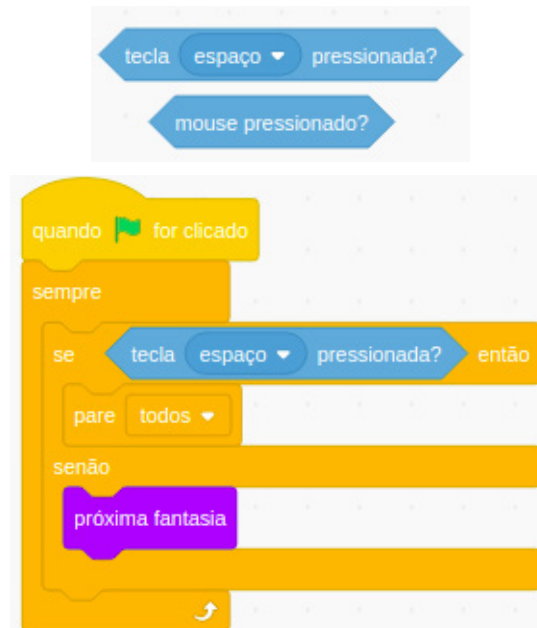 tecla espaço pressionada?
mouse pressionado?
quando for clicado
sempre
se tecla espaço pressionada? então
pare todos
senão
próxima fantasia